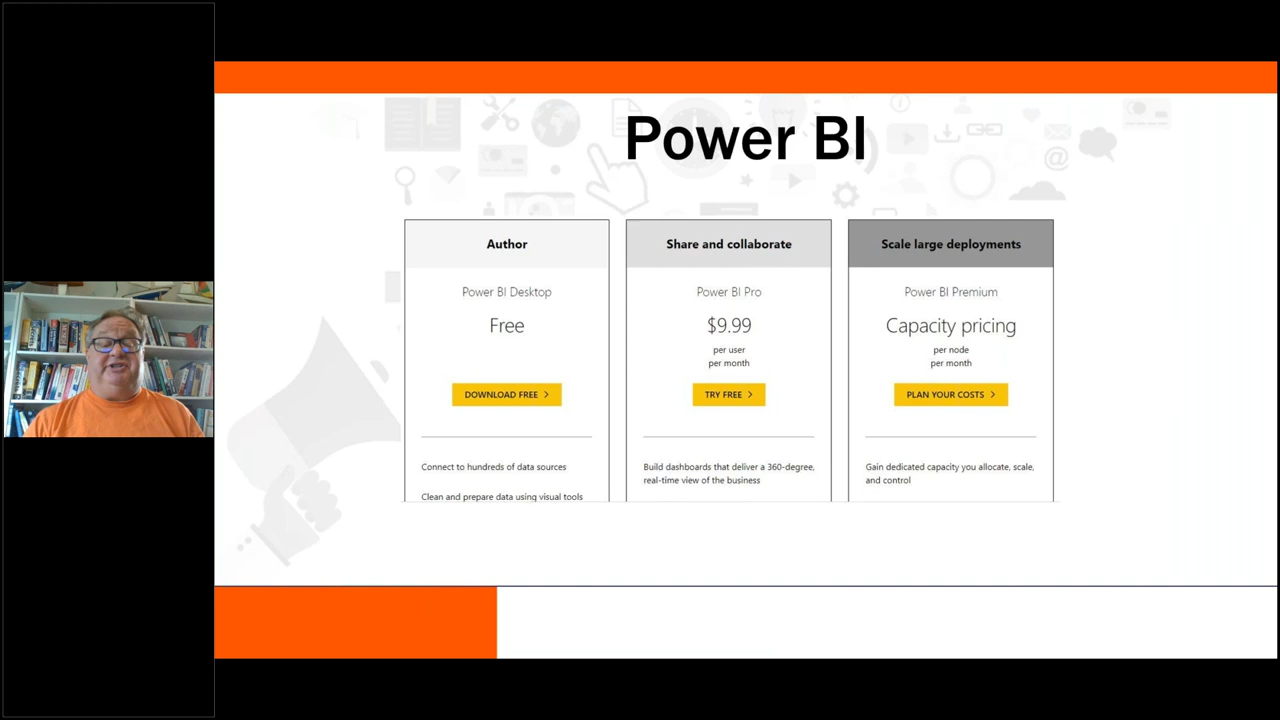 Power BI
Author
Power BI Desktop
Free
DOWNLOAD FREE
Connect to hundreds of data sources
Clean and prepare data using visual tools
Share and collaborate
Power BI Pro
$9.99
per user
per month
TRY FREE
Build dashboards that deliver a 360-degree,
real-time view of the business
Scale large deployments
Power BI Premium
Capacity pricing
per node
per month
PLAN YOUR COSTS
Gain dedicated capacity you allocate, scale,
and control